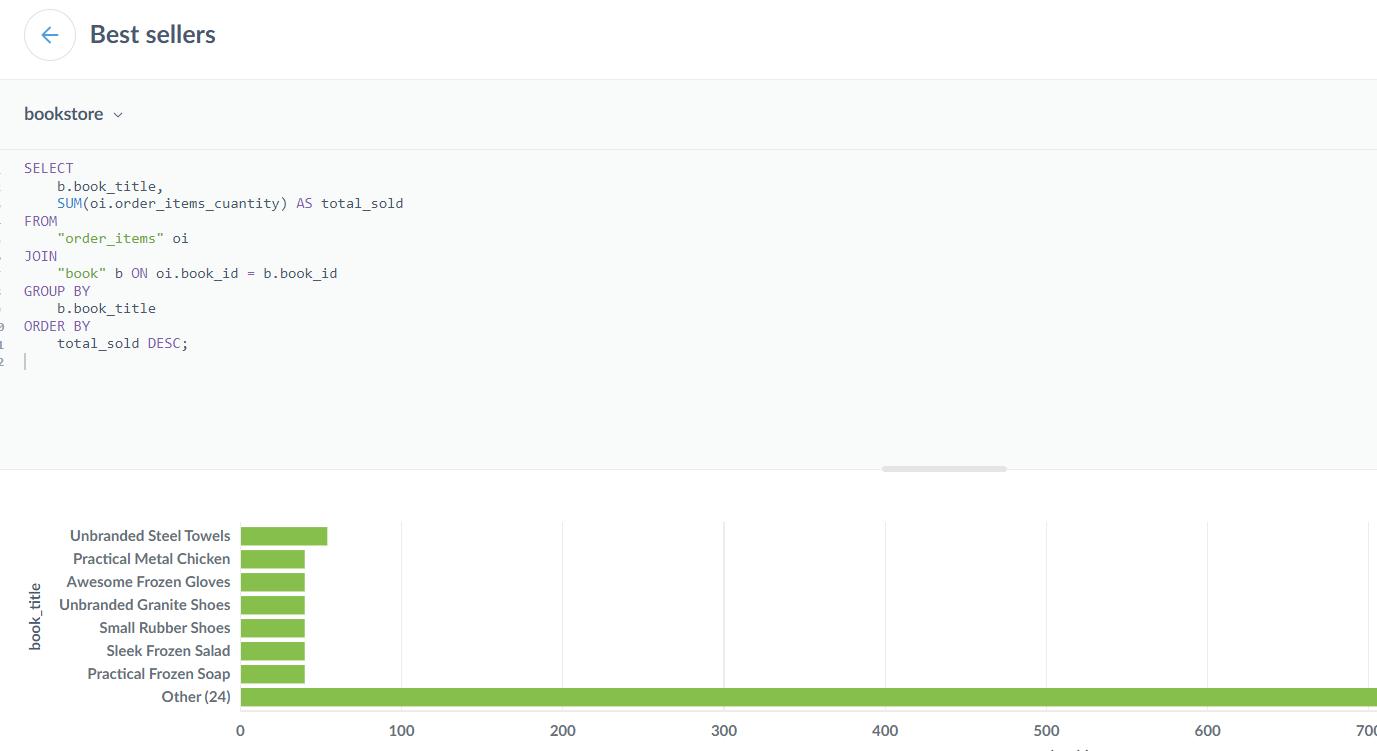 Best sellers
bookstore
SELECT
b.book_title,
SUM(oi.order_items_cuantity) AS total_sold
FROM
"order_items" oi
JOIN
"book" b ON oi.book_id = b.book_id
GROUP BY
b.book_title
ORDER BY
total_sold DESC;
book_title
Unbranded Steel Towels
Practical Metal Chicken
Awesome Frozen Gloves
Unbranded Granite Shoes
Small Rubber Shoes
Sleek Frozen Salad
Practical Frozen Soap
Other (24)
0 100 200 300 400 500 600